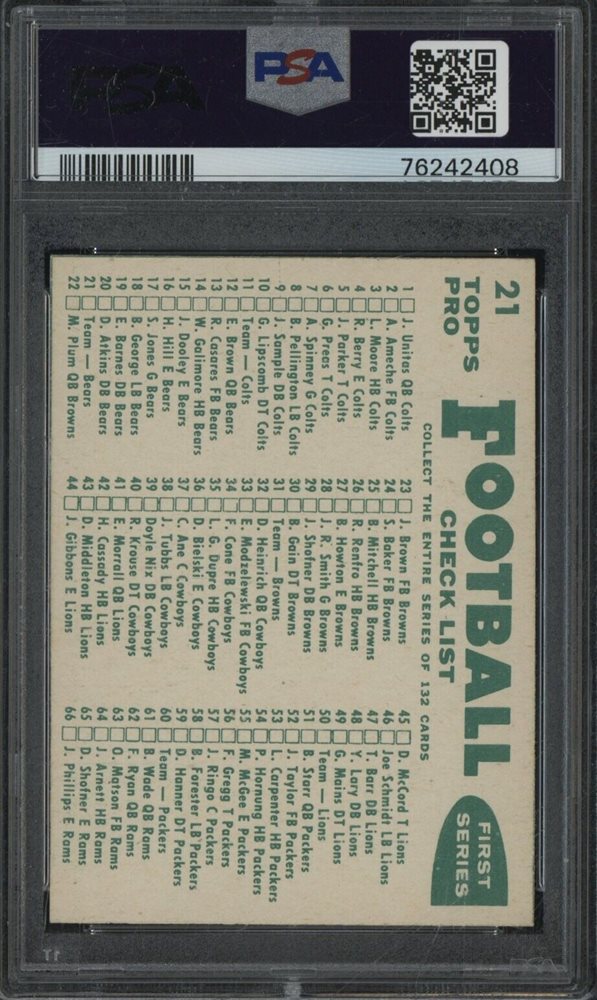 PSA
PSA
76242408
21
TOPPS
PRO
FOOTBALL
CHECK LIST
FIRST
SERIES
COLLECT THE ENTIRE SERIES OF 132 CARDS
1 J. Unitas QB Colts
2 A. Ameche FB Colts
3 L. Moore HB Colts
4 R. Berry E Colts
5 J. Parker T Colts
6 G. Preas T Colts
7 A. Spinney G Colts
8 B. Pellington LB Colts
9 J. Sample DB Colts
10 G. Lipscomb DT Colts
11 Team — Colts
12 E. Brown QB Bears
13 R. Casares FB Bears
14 W. Galimore HB Bears
15 J. Dooley E Bears
16 H. Hill E Bears
17 S. Jones G Bears
18 B. George LB Bears
19 E. Barnes DB Bears
20 D. Atkins DB Bears
21 Team — Bears
22 M. Plum QB Browns
23 J. Brown FB Browns
24 S. Baker FB Browns
25 B. Mitchell HB Browns
26 R. Renfro HB Browns
27 B. Howton E Browns
28 J. R. Smith G Browns
29 J. Shofner DB Browns
30 B. Gain DT Browns
31 Team — Browns
32 D. Heinrich QB Cowboys
33 E. Modzelewski FB Cowboys
34 F. Cone FB Cowboys
35 L. G. Dupre HB Cowboys
36 D. Bielski E Cowboys
37 C. Ane C Cowboys
38 J. Tubbs LB Cowboys
39 Doyle Nix DB Cowboys
40 R. Krouse DT Cowboys
41 E. Morrall QB Lions
42 H. Cassady HB Lions
43 D. Middleton HB Lions
44 J. Gibbons E Lions
45 D. McCord T Lions
46 Joe Schmidt LB Lions
47 T. Barr DB Lions
48 Y. Lary DB Lions
49 G. Mains DT Lions
50 Team — Lions
51 B. Starr QB Packers
52 J. Taylor FB Packers
53 L. Carpenter HB Packers
54 P. Hornung HB Packers
55 M. McGee E Packers
56 F. Gregg T Packers
57 J. Ringo C Packers
58 B. Forester LB Packers
59 D. Hanner DT Packers
60 Team — Packers
61 B. Wade QB Rams
62 F. Ryan QB Rams
63 O. Matson FB Rams
64 J. Arnett HB Rams
65 D. Shofner E Rams
66 J. Phillips E Rams
PSA